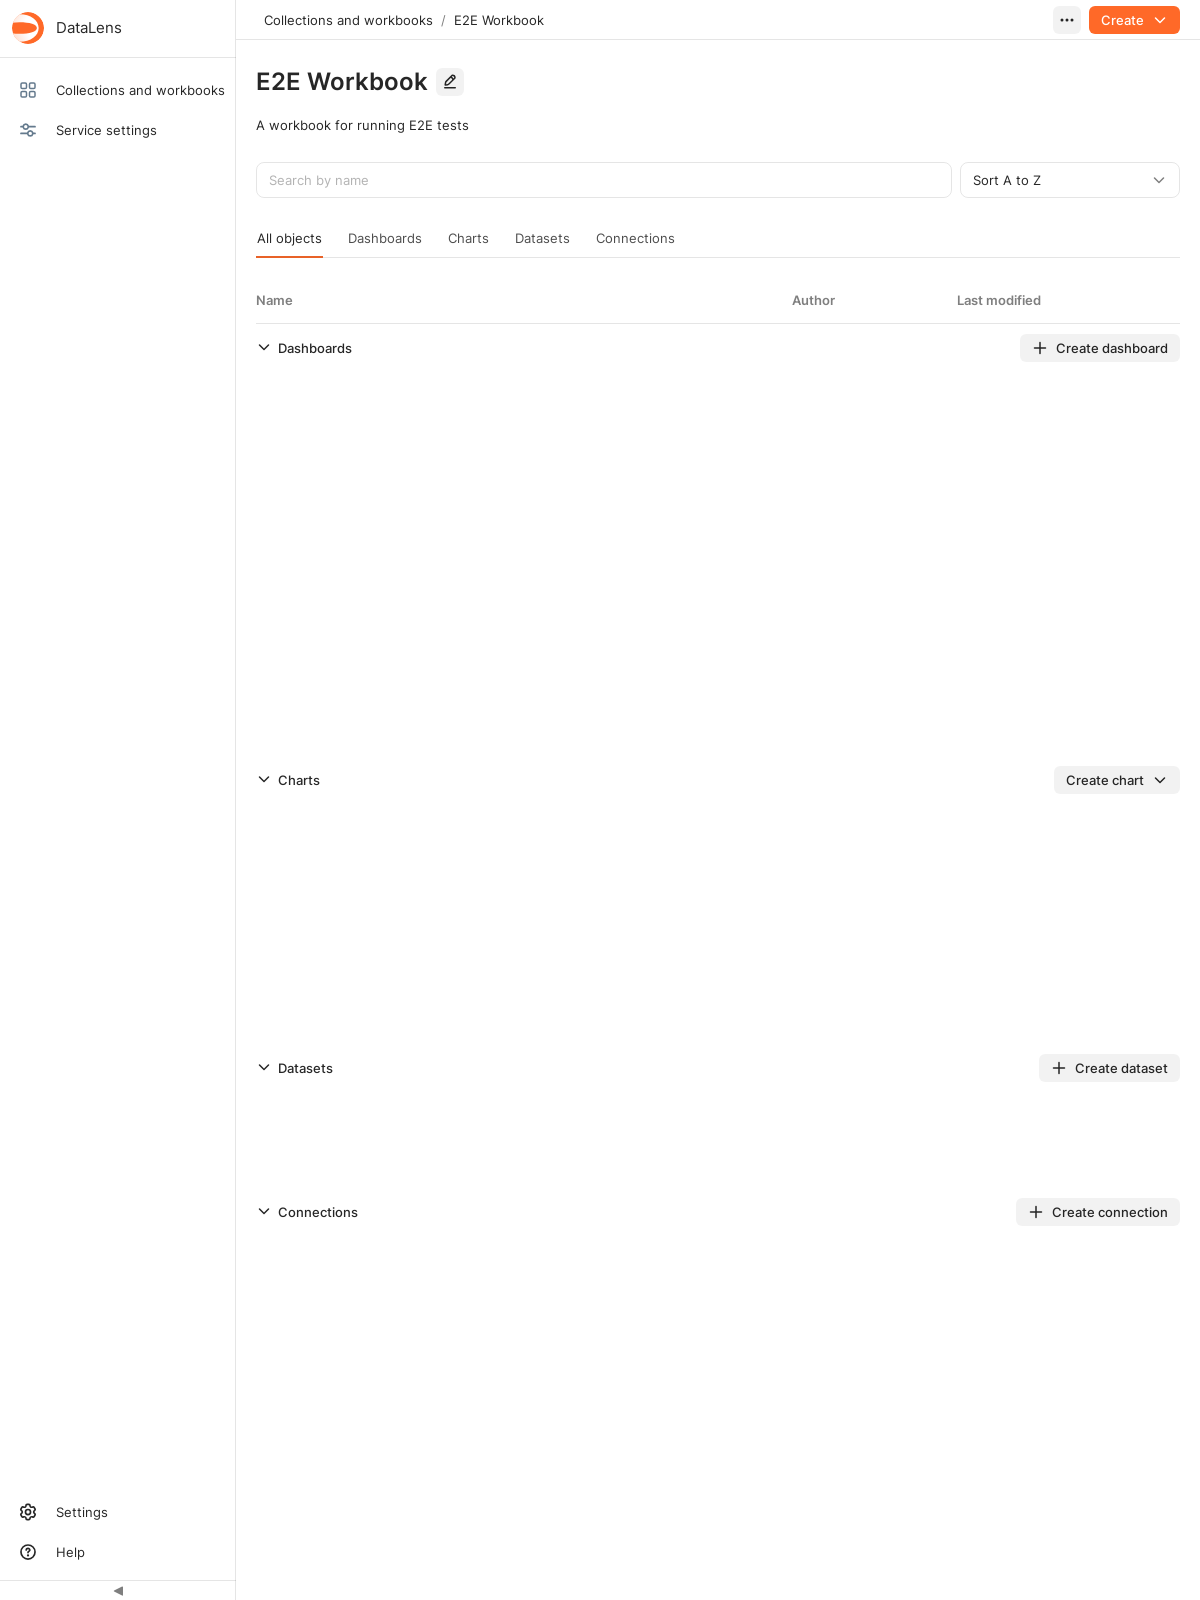 DataLens
Collections and workbooks
Service settings
Collections and workbooks / E2E Workbook
Create
E2E Workbook
A workbook for running E2E tests
Search by name
Sort A to Z
All objects
Dashboards
Charts
Datasets
Connections
Name
Author
Last modified
Dashboards
Create dashboard
Charts
Create chart
Datasets
Create dataset
Connections
Create connection
Settings
Help